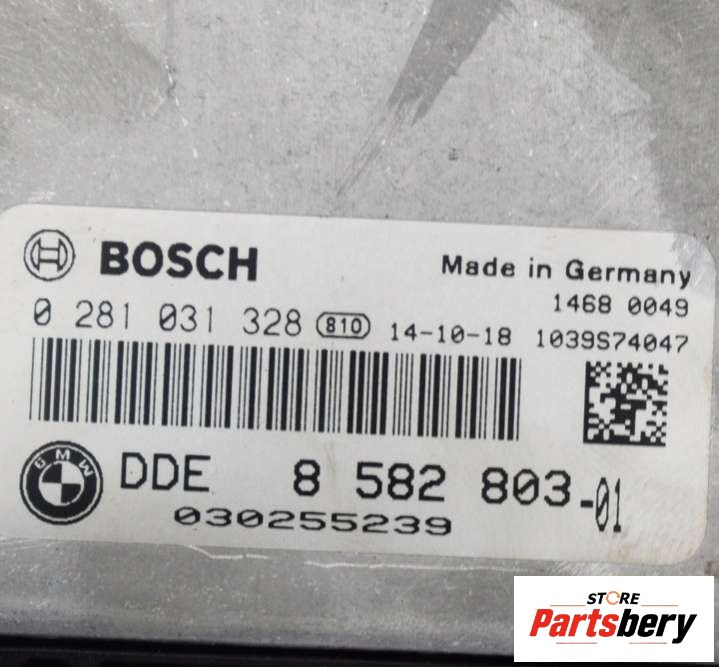 BOSCH
Made in Germany
1468 0049
0 281 031 328 810 14-10-18 1039S74047
BMW
DDE 8 582 803-01
030255239
STORE
Partsbery